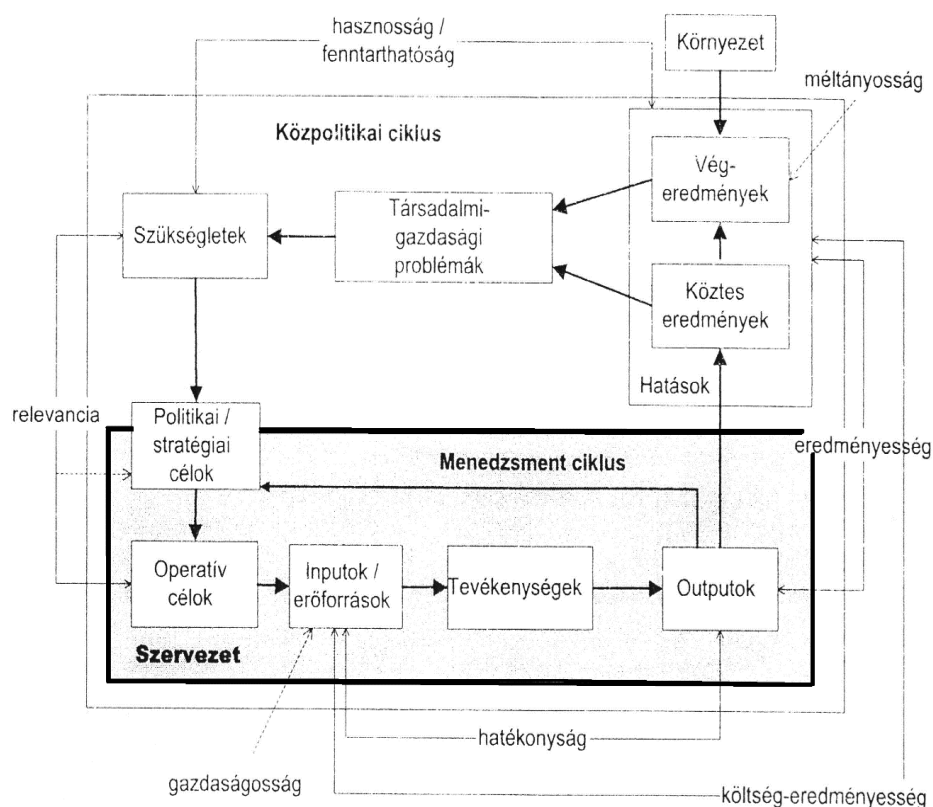 hasznosság /
fenntarthatóság
Környezet
méltányosság
Közpolitikai ciklus
Vég-
eredmények
Társadalmi-
gazdasági
problémák
Szükségletek
Köztes
eredmények
Hatások
relevancia
Politikai /
stratégiai
célok
eredményesség
Menedzsment ciklus
Operatív
célok
Inputok /
erőforrások
Tevékenységek
Outputok
Szervezet
hatékonyság
gazdaságosság
költség-eredményesség